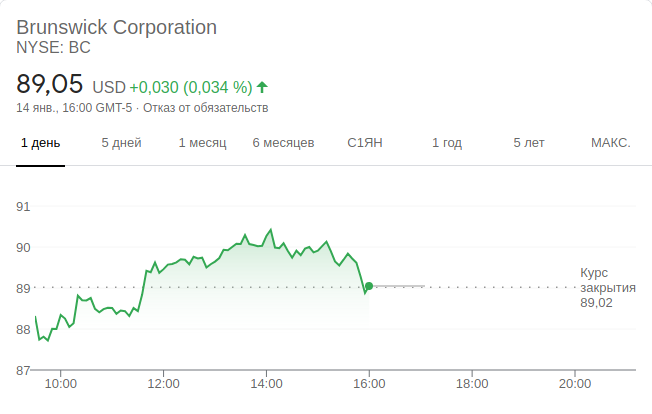 Brunswick Corporation
NYSE: BC
89,05 USD +0,030 (0,034 %)
14 янв., 16:00 GMT-5 · Отказ от обязательств
1 день 5 дней 1 месяц 6 месяцев С1ЯН 1 год 5 лет МАКС.
91
90
89
88
87
Курс
закрытия
89,02
10:00 12:00 14:00 16:00 18:00 20:00